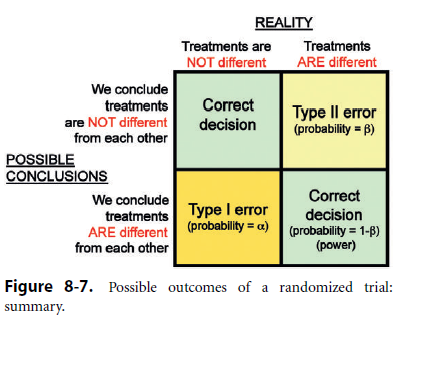 REALITY
Treatments are
NOT different
Treatments
ARE different
We conclude
treatments
are NOT different
from each other
Correct
decision
Type II error
(probability = β)
POSSIBLE
CONCLUSIONS
We conclude
treatments
ARE different
from each other
Type I error
(probability = α)
Correct
decision
(probability = 1-β)
(power)
Figure 8-7. Possible outcomes of a randomized trial:
summary.